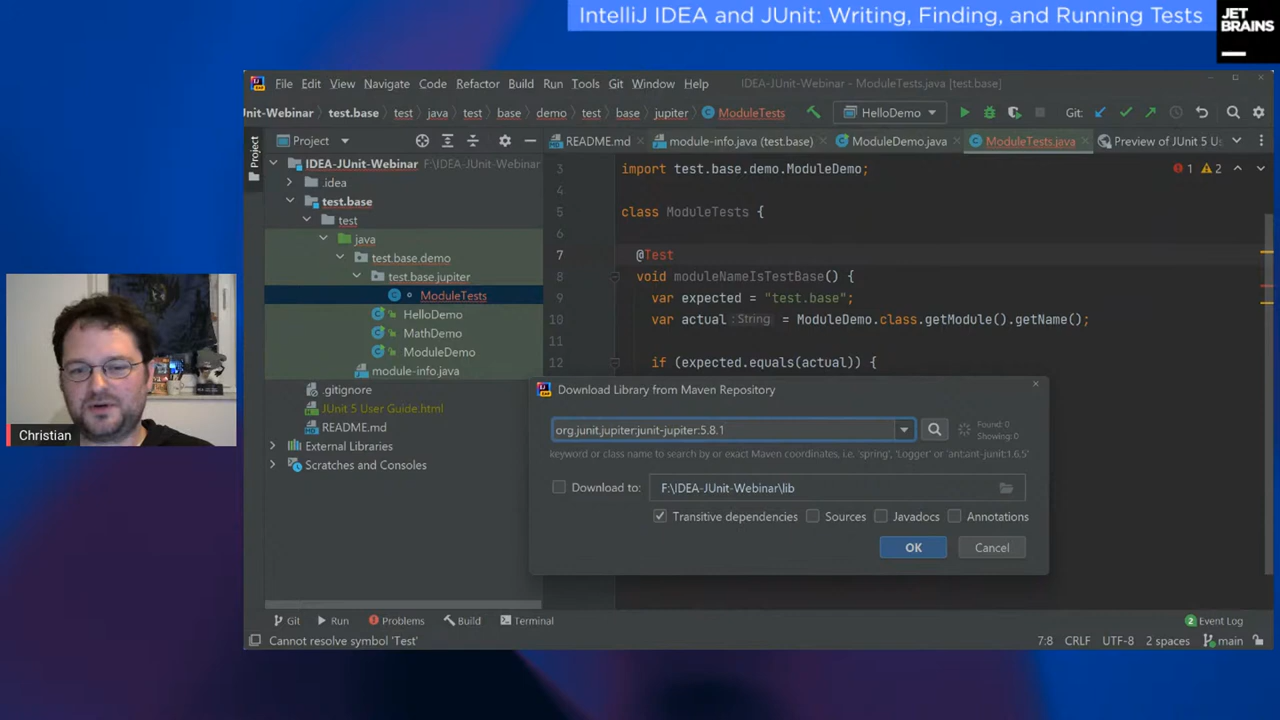 IntelliJ IDEA and JUnit: Writing, Finding, and Running Tests
JET
BRAINS
File Edit View Navigate Code Refactor Build Run Tools Git Window Help IDEA-JUnit-Webinar - ModuleTests.java [test.base]
Unit-Webinar test.base test java test base demo test base jupiter ModuleTests HelloDemo Git:
Project
Project
README.md module-info.java (test.base) ModuleDemo.java ModuleTests.java Preview of JUnit 5 Us
IDEA-JUnit-Webinar F:\IDEA-JUnit-Webinar
.idea
test.base
test
java
test.base.demo
test.base.jupiter
ModuleTests
HelloDemo
MathDemo
ModuleDemo
module-info.java
.gitignore
JUnit 5 User Guide.html
README.md
External Libraries
Scratches and Consoles
1 2
3 import test.base.demo.ModuleDemo;
4
5 class ModuleTests {
6
7 @Test
8 void moduleNameIsTestBase() {
9 var expected = "test.base";
10 var actual : String = ModuleDemo.class.getModule().getName();
11
12 if (expected.equals(actual)) {
Download Library from Maven Repository
org.junit.jupiter:junit-jupiter:5.8.1
Found: 0
Showing: 0
keyword or class name to search by or exact Maven coordinates, i.e. 'spring', 'Logger' or 'ant:ant-junit:1.6.5'
Download to: F:\IDEA-JUnit-Webinar\lib
Transitive dependencies Sources Javadocs Annotations
OK Cancel
Christian
Git Run Problems Build Terminal 2 Event Log
Cannot resolve symbol 'Test' 7:8 CRLF UTF-8 2 spaces main